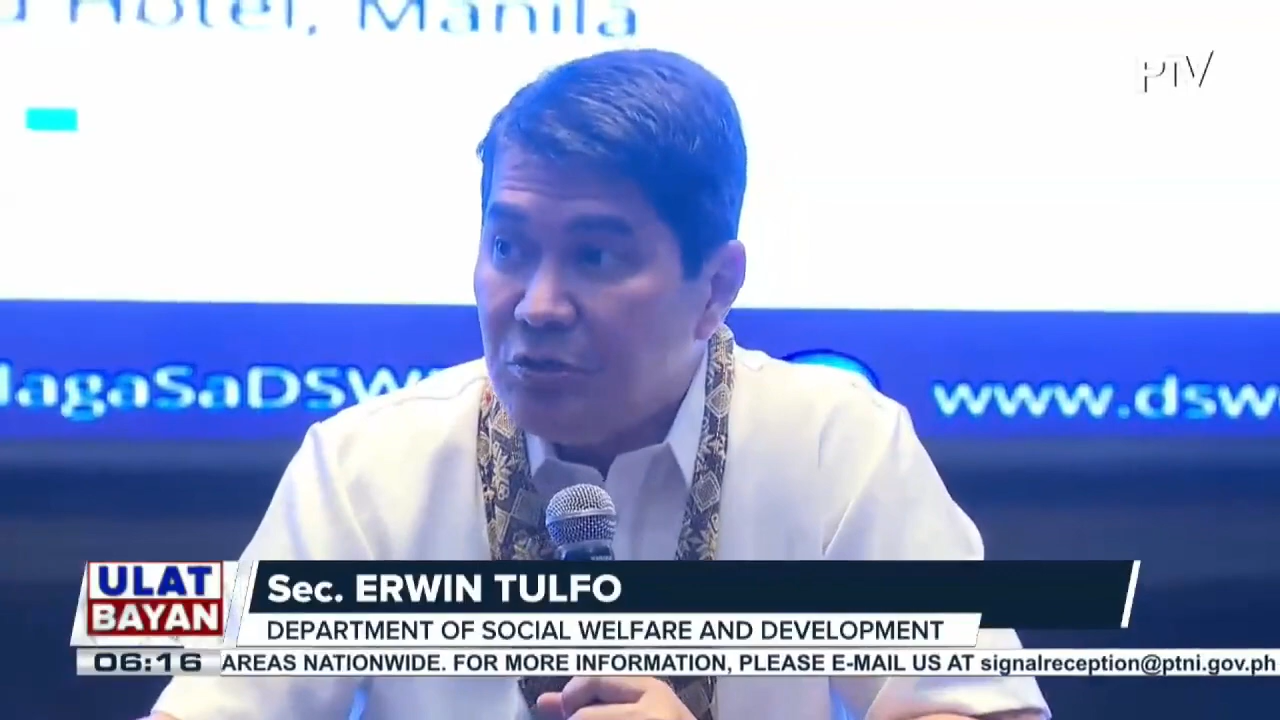 Hotel, Manila
PTV
www.dsw
ULAT
BAYAN
Sec. ERWIN TULFO
DEPARTMENT OF SOCIAL WELFARE AND DEVELOPMENT
06:16
AREAS NATIONWIDE. FOR MORE INFORMATION, PLEASE E-MAIL US AT signalreception@ptni.gov.ph